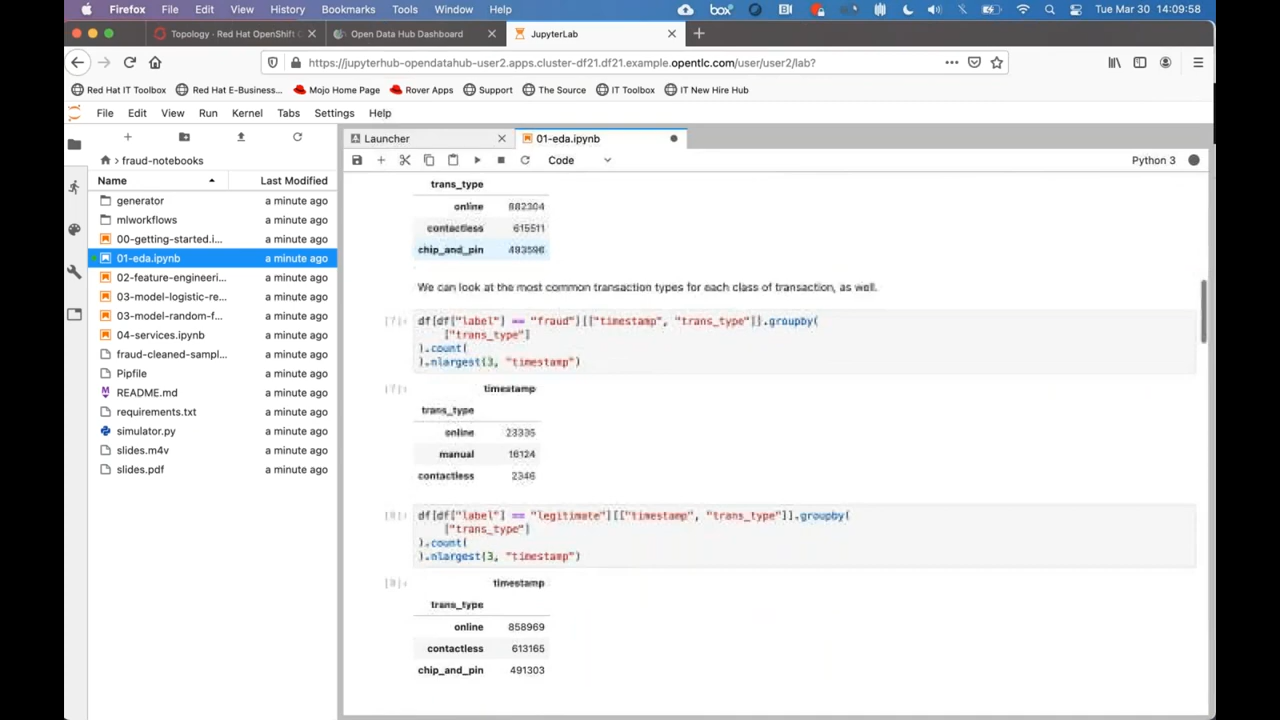 Firefox File Edit View History Bookmarks Tools Window Help box Tue Mar 30 14:09:58
Topology - Red Hat OpenShift C Open Data Hub Dashboard JupyterLab
https://jupyterhub-opendatahub-user2.apps.cluster-df21.df21.example.opentlc.com/user/user2/lab?
Red Hat IT Toolbox Red Hat E-Business... Mojo Home Page Rover Apps Support The Source IT Toolbox IT New Hire Hub
File Edit View Run Kernel Tabs Settings Help
Launcher 01-eda.ipynb
Code Python 3
fraud-notebooks
Name Last Modified
generator a minute ago
mlworkflows a minute ago
00-getting-started.i... a minute ago
01-eda.ipynb a minute ago
02-feature-engineeri... a minute ago
03-model-logistic-re... a minute ago
03-model-random-f... a minute ago
04-services.ipynb a minute ago
fraud-cleaned-sampl... a minute ago
Pipfile a minute ago
README.md a minute ago
requirements.txt a minute ago
simulator.py a minute ago
slides.m4v a minute ago
slides.pdf a minute ago
trans_type
online 882304
contactless 615511
chip_and_pin
We can look at the most common transaction types for each class of transaction, as well.
[7]: df[df["label"] == "fraud"][["timestamp", "trans_type"]].groupby(
["trans_type"]
).count(
).nlargest(3, "timestamp")
[7]: timestamp
trans_type
online 23335
manual 16124
contactless 2346
[8]: df[df["label"] == "legitimate"][["timestamp", "trans_type"]].groupby(
["trans_type"]
).count(
).nlargest(3, "timestamp")
[8]: timestamp
trans_type
online 858969
contactless 613165
chip_and_pin 491303